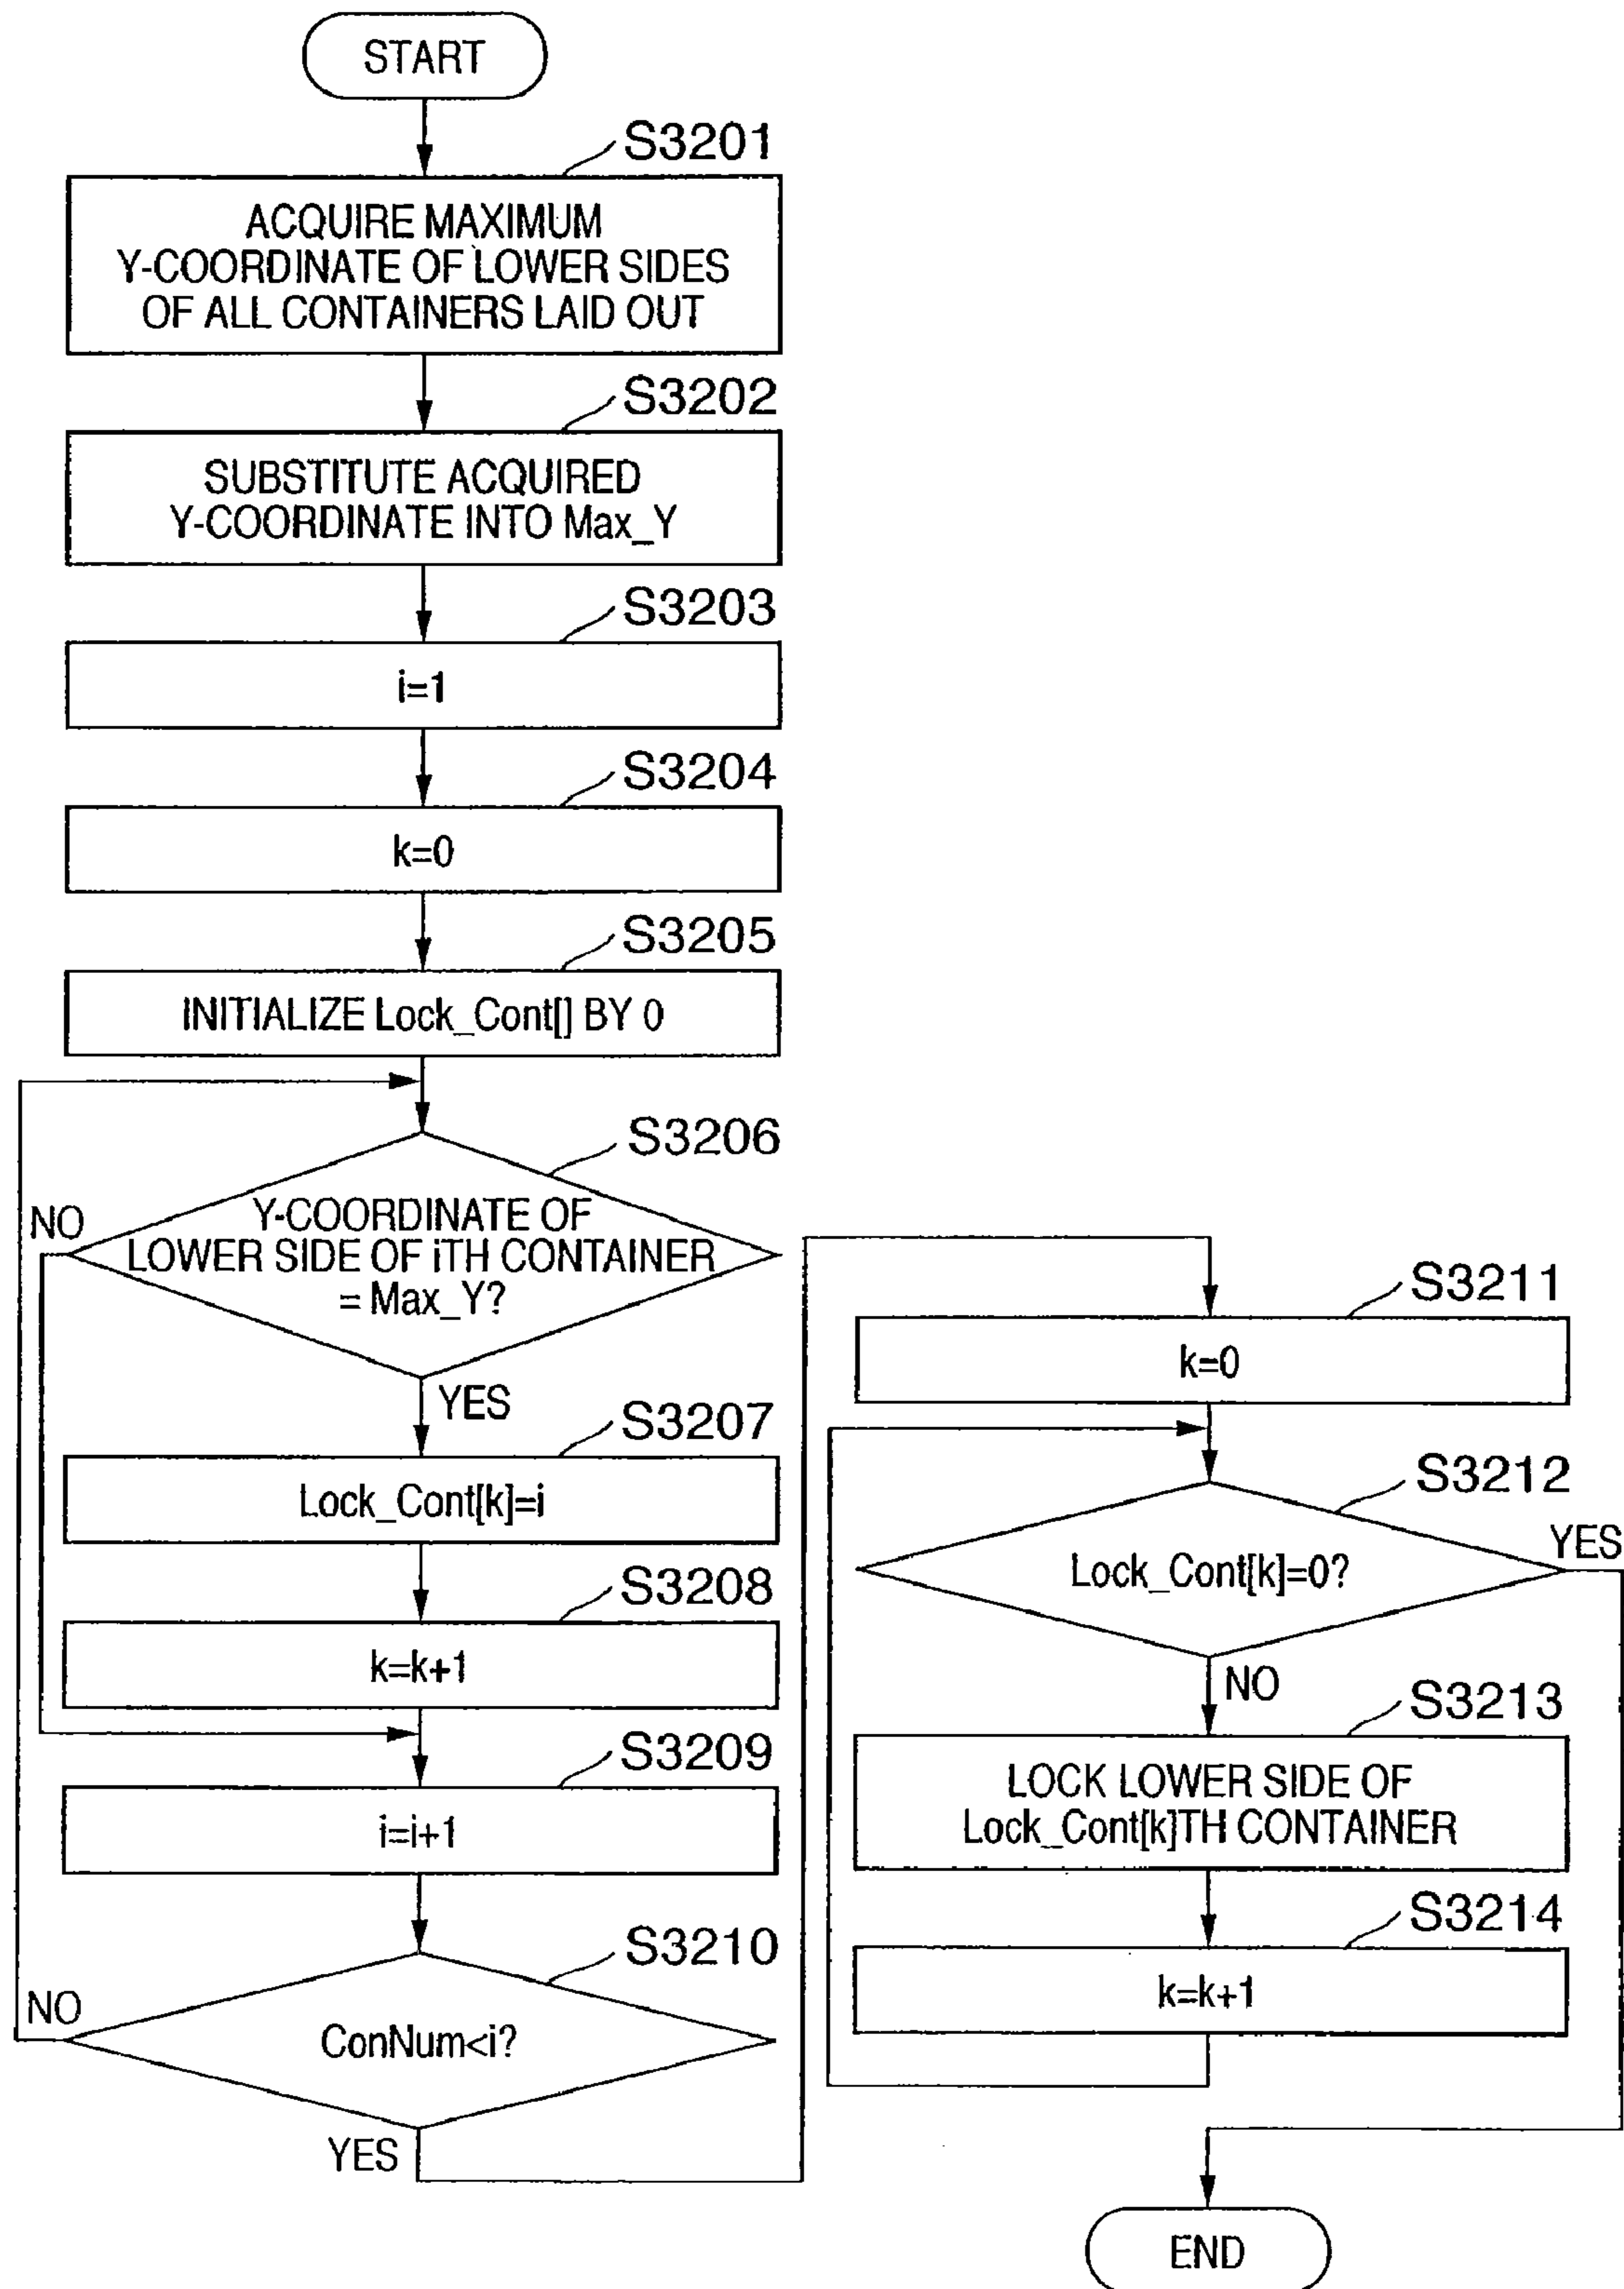 START
S3201
ACQUIRE MAXIMUM
Y-COORDINATE OF LOWER SIDES
OF ALL CONTAINERS LAID OUT
S3202
SUBSTITUTE ACQUIRED
Y-COORDINATE INTO Max_Y
S3203
i=1
S3204
k=0
S3205
INITIALIZE Lock_Cont[] BY 0
S3206
NO
Y-COORDINATE OF
LOWER SIDE OF iTH CONTAINER
= Max_Y?
YES
S3207
Lock_Cont[k]=i
S3208
k=k+1
S3209
i=i+1
S3210
NO
ConNum<i?
YES
S3211
k=0
S3212
YES
Lock_Cont[k]=0?
NO
S3213
LOCK LOWER SIDE OF
Lock_Cont[k]TH CONTAINER
S3214
k=k+1
END